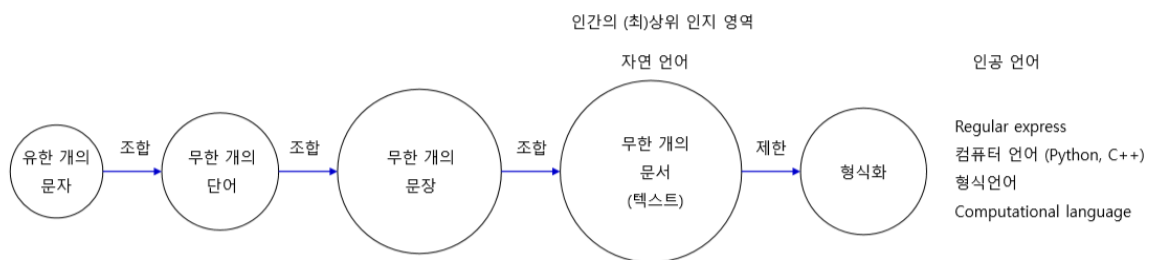 인간의 (최)상위 인지 영역
자연 언어
인공 언어
유한 개의
문자
조합
무한 개의
단어
조합
무한 개의
문장
조합
무한 개의
문서
(텍스트)
제한
형식화
Regular express
컴퓨터 언어 (Python, C++)
형식언어
Computational language